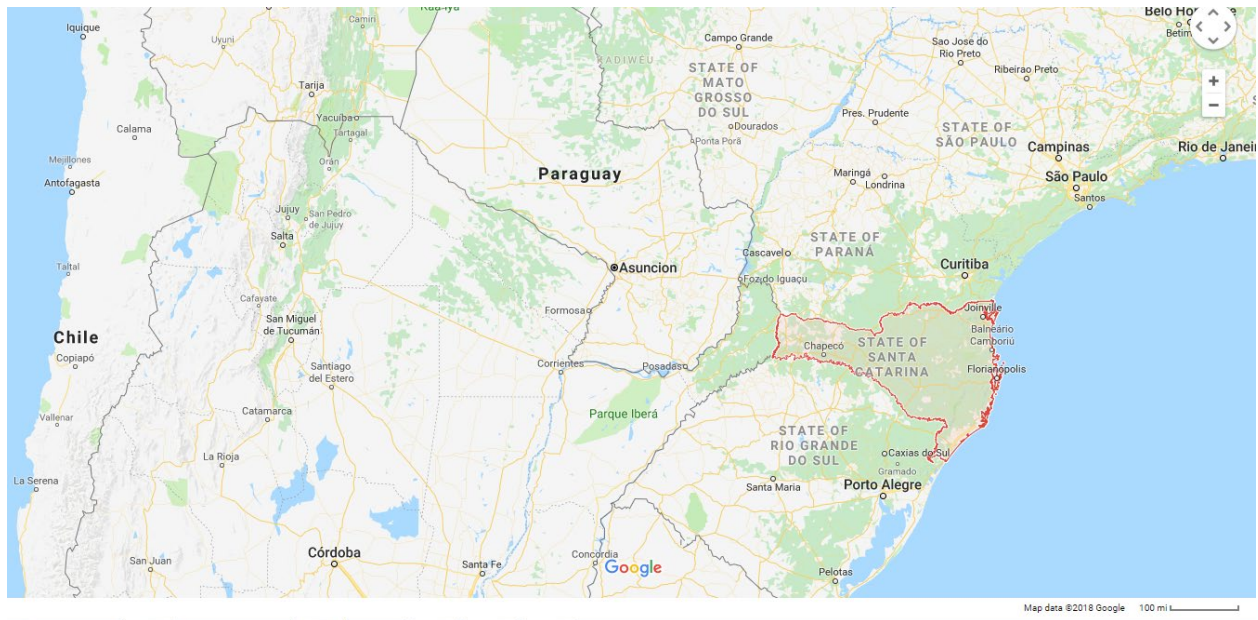 Kaa-Iya
Camiri
Belo Ho
Betim
Iquique
Uyuni
Campo Grande
Sao Jose do
Rio Preto
KADIWEU
STATE OF
MATO
GROSSO
DO SUL
Ribeirao Preto
Tarija
Yacuiba
Tartagal
Calama
Dourados
Pres. Prudente
STATE OF
SÃO PAULO
Ponta Porã
Campinas
Rio de Janei
Mejillones
Orán
Antofagasta
Paraguay
Maringá
Londrina
São Paulo
Santos
Jujuy
San Pedro
de Jujuy
Salta
STATE OF
PARANÁ
Cascavel
Curitiba
Taltal
Asuncion
Foz do Iguaçu
Cafayate
Formosa
Joinville
San Miguel
de Tucumán
Balneário
Camboriú
Chile
Copiapó
Chapecó
STATE OF
SANTA
CATARINA
Santiago
del Estero
Corrientes
Posadas
Florianópolis
Vallenar
Catamarca
Parque Iberá
STATE OF
RIO GRANDE
DO SUL
La Rioja
Caxias do Sul
Gramado
La Serena
Santa Maria
Porto Alegre
San Juan
Córdoba
Santa Fe
Concordia
Google
Pelotas
Map data ©2018 Google 100 mi